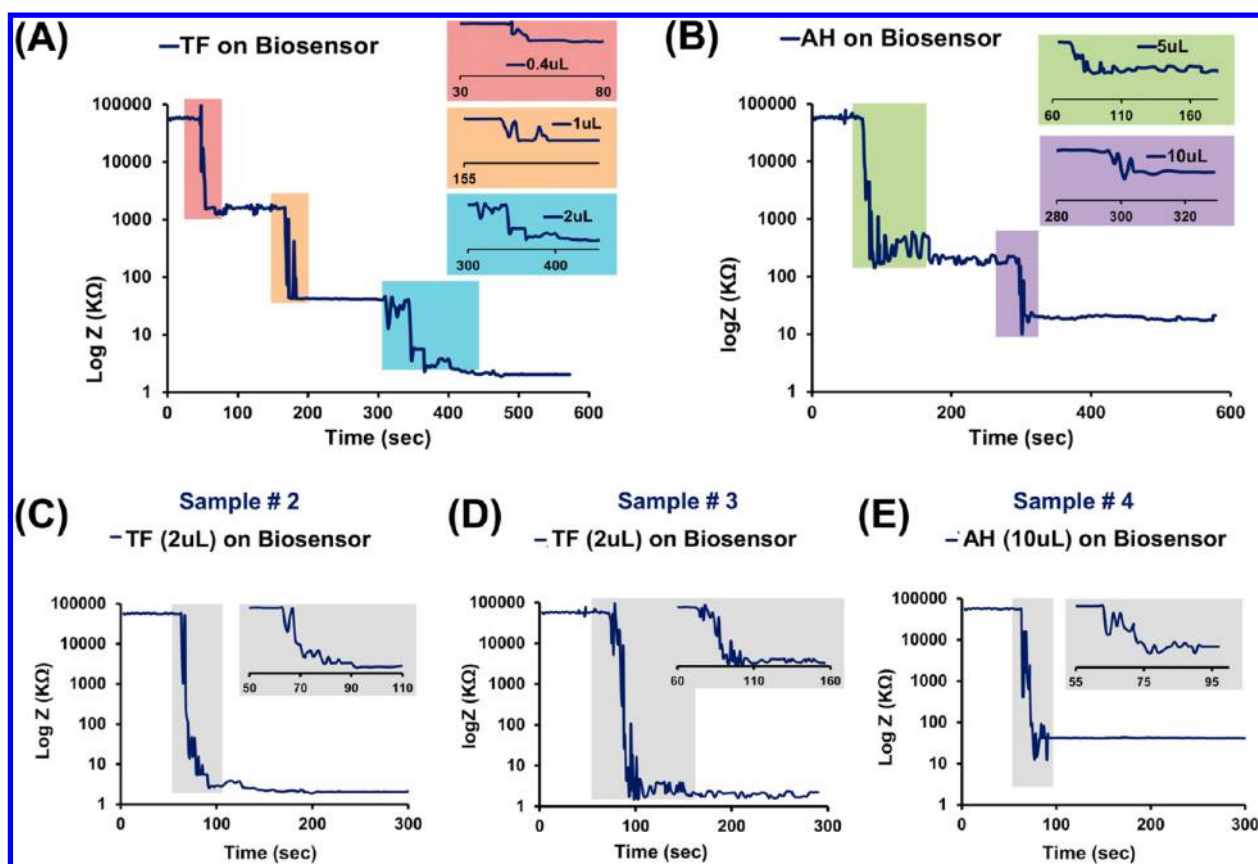 (A)
TF on Biosensor
Log Z (KΩ)
100000
10000
1000
100
10
1
0 100 200 300 400 500 600
Time (sec)
0.4uL
30 80
1uL
155
2uL
300 400
(B)
AH on Biosensor
logZ (KΩ)
100000
10000
1000
100
10
1
0 200 400 600
Time (sec)
5uL
60 110 160
10uL
280 300 320
(C)
Sample # 2
TF (2uL) on Biosensor
Log Z (KΩ)
100000
10000
1000
100
10
1
0 100 200 300
Time (sec)
50 70 90 110
(D)
Sample # 3
TF (2uL) on Biosensor
logZ (KΩ)
100000
10000
1000
100
10
1
0 100 200 300
Time (sec)
60 110 160
(E)
Sample # 4
AH (10uL) on Biosensor
Log Z (KΩ)
100000
10000
1000
100
10
1
0 100 200 300
Time (sec)
55 75 95